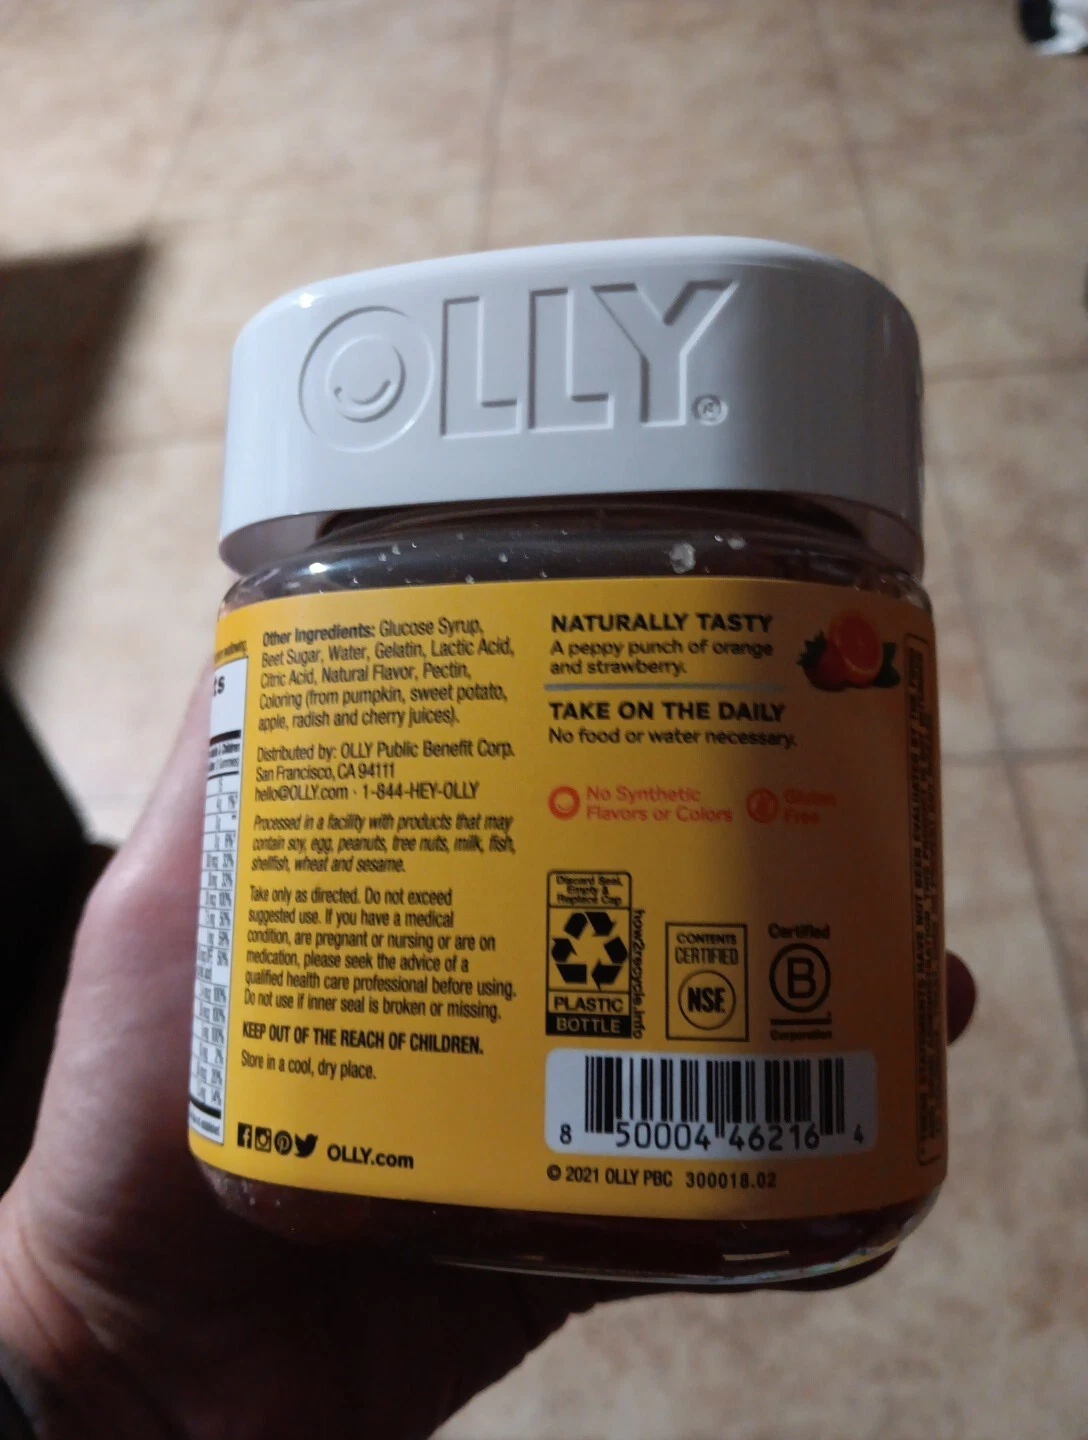 OLLY®
Other Ingredients: Glucose Syrup,
Beet Sugar, Water, Gelatin, Lactic Acid,
Citric Acid, Natural Flavor, Pectin,
Coloring (from pumpkin, sweet potato,
apple, radish and cherry juices).
Distributed by: OLLY Public Benefit Corp.
San Francisco, CA 94111
hello@OLLY.com · 1-844-HEY-OLLY
Processed in a facility with products that may
contain soy, egg, peanuts, tree nuts, milk, fish,
shellfish, wheat and sesame.
Take only as directed. Do not exceed
suggested use. If you have a medical
condition, are pregnant or nursing or are on
medication, please seek the advice of a
qualified health care professional before using.
Do not use if inner seal is broken or missing.
KEEP OUT OF THE REACH OF CHILDREN.
Store in a cool, dry place.
OLLY.com
NATURALLY TASTY
A peppy punch of orange
and strawberry.
TAKE ON THE DAILY
No food or water necessary.
No Synthetic
Flavors or Colors
Gluten
Free
Discard Seal,
Empty &
Replace Cap
PLASTIC
BOTTLE
how2recycle.info
CONTENTS
CERTIFIED
NSF
Certified
B
Corporation
8 50004 46216 4
© 2021 OLLY PBC 300018.02
THESE STATEMENTS HAVE NOT BEEN EVALUATED BY THE